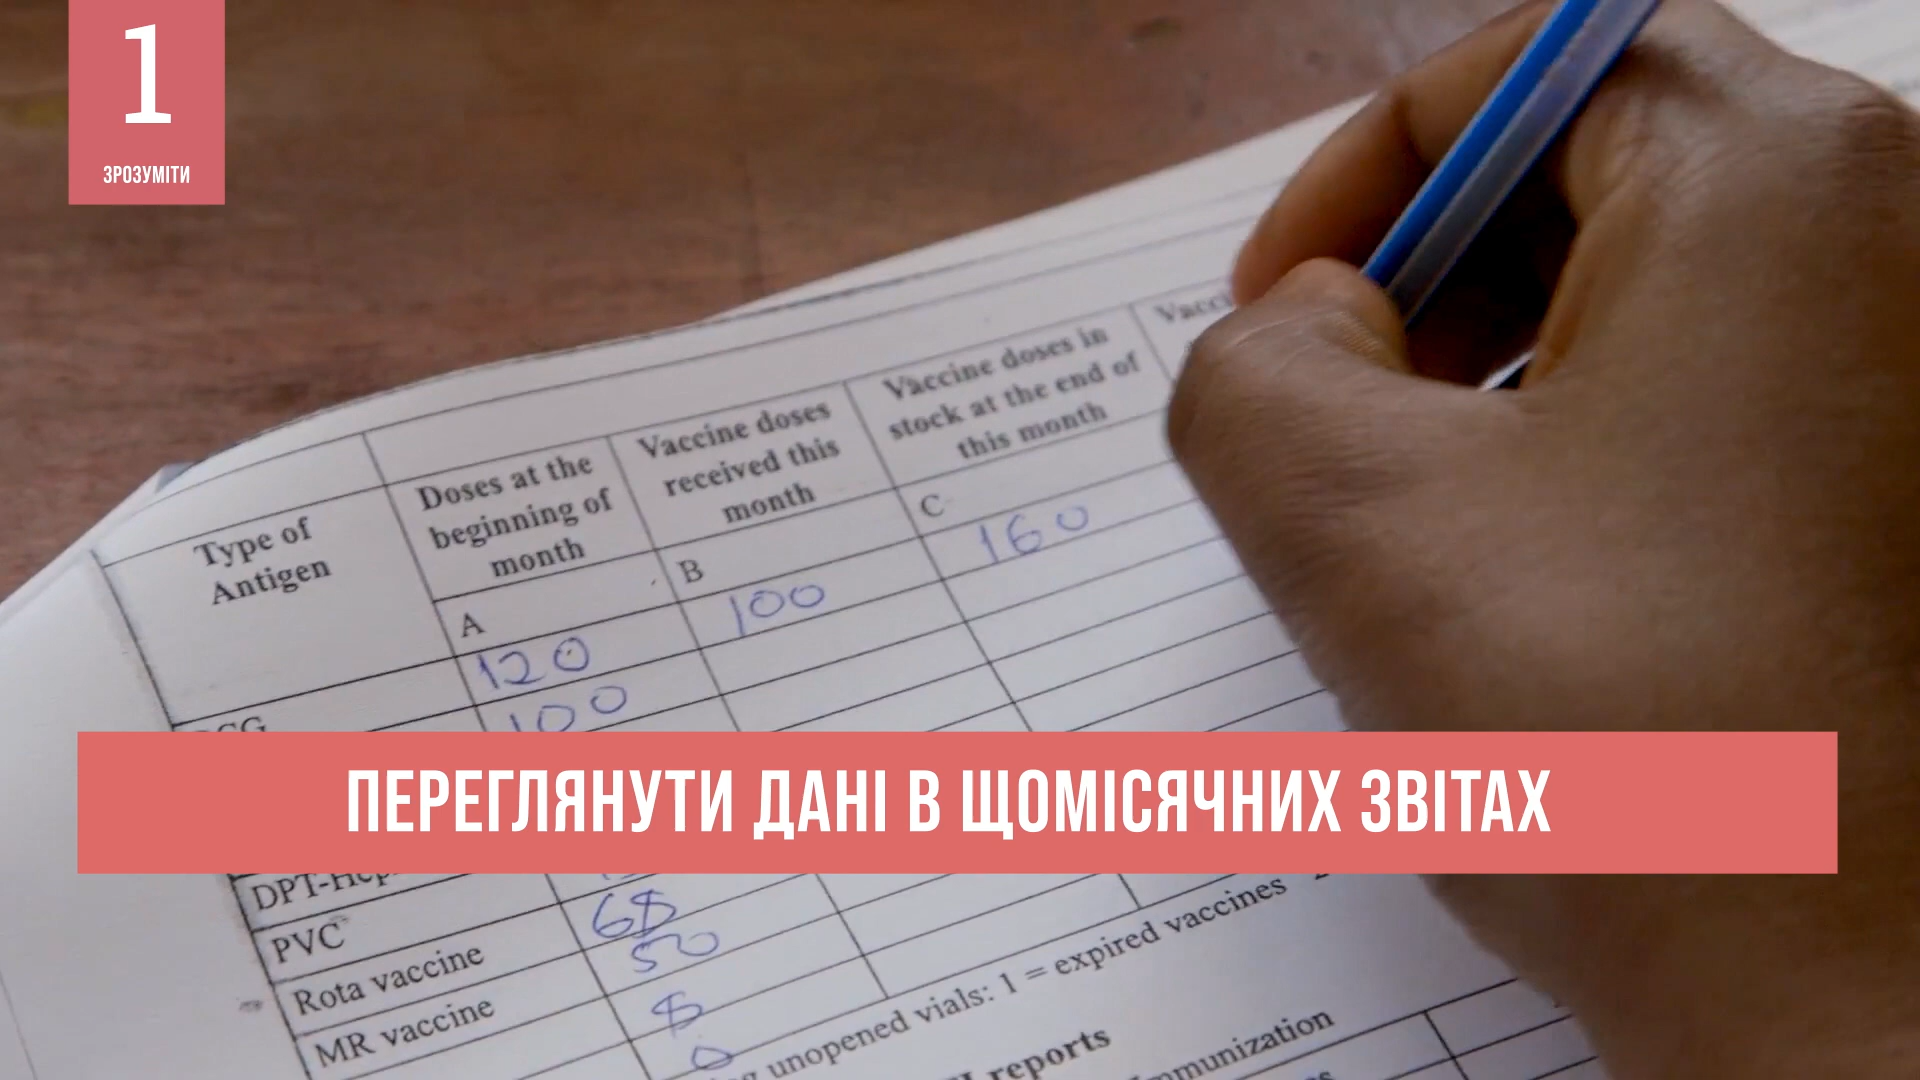 1
ЗРОЗУМІТИ
Type of
Antigen
Doses at the
beginning of
month
Vaccine doses
received this
month
Vaccine doses in
stock at the end of
this month
A
B
C
120
100
160
100
ПЕРЕГЛЯНУТИ ДАНІ В ЩОМІСЯЧНИХ ЗВІТАХ
PVC
Rota vaccine
50
MR vaccine
0
unopened vials: 1 = expired vaccines
reports